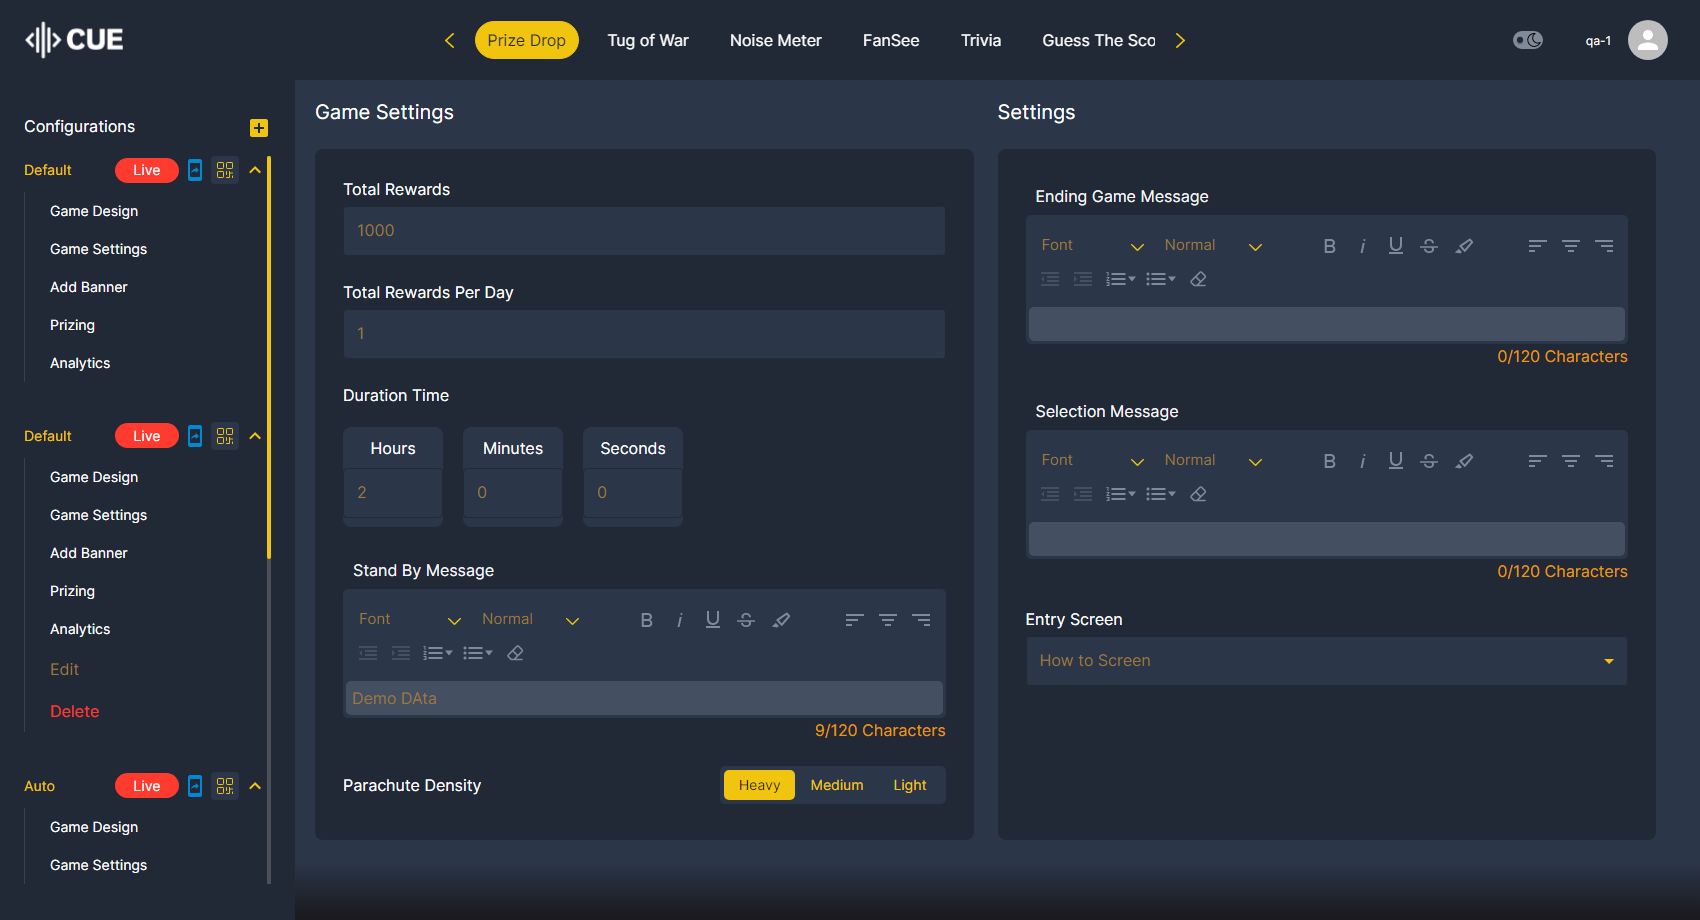 CUE
Prize Drop
Tug of War
Noise Meter
FanSee
Trivia
Guess The Sco
qa-1
Configurations
Default
Live
Game Design
Game Settings
Add Banner
Prizing
Analytics
Default
Live
Game Design
Game Settings
Add Banner
Prizing
Analytics
Edit
Delete
Auto
Live
Game Design
Game Settings
Game Settings
Total Rewards
1000
Total Rewards Per Day
1
Duration Time
Hours
Minutes
Seconds
2
0
0
Stand By Message
Font
Normal
B i U S
Demo DAta
9/120 Characters
Parachute Density
Heavy
Medium
Light
Settings
Ending Game Message
Font
Normal
B i U S
0/120 Characters
Selection Message
Font
Normal
B i U S
0/120 Characters
Entry Screen
How to Screen